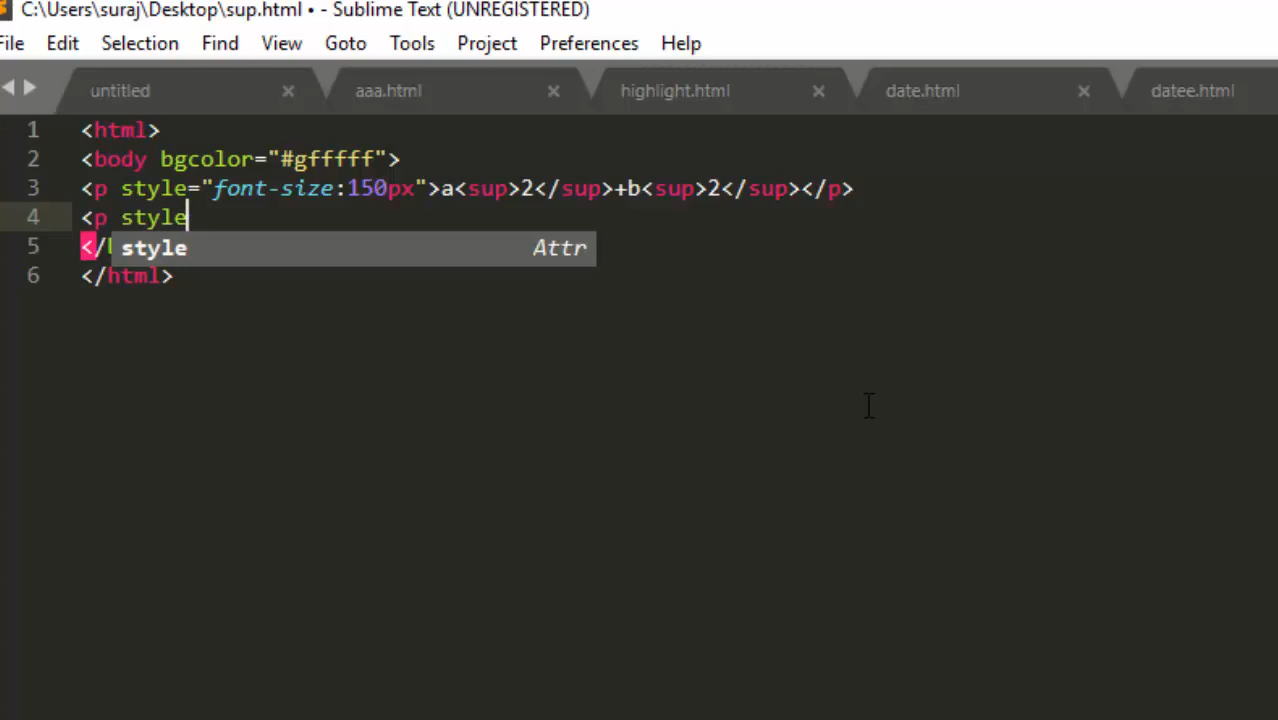 C:\Users\suraj\Desktop\sup.html • - Sublime Text (UNREGISTERED)
File Edit Selection Find View Goto Tools Project Preferences Help
untitled × aaa.html × highlight.html × date.html × datee.html
1 <html>
2 <body bgcolor="#gfffff">
3 <p style="font-size:150px">a<sup>2</sup>+b<sup>2</sup></p>
4 <p style
5 </b
style Attr
6 </html>